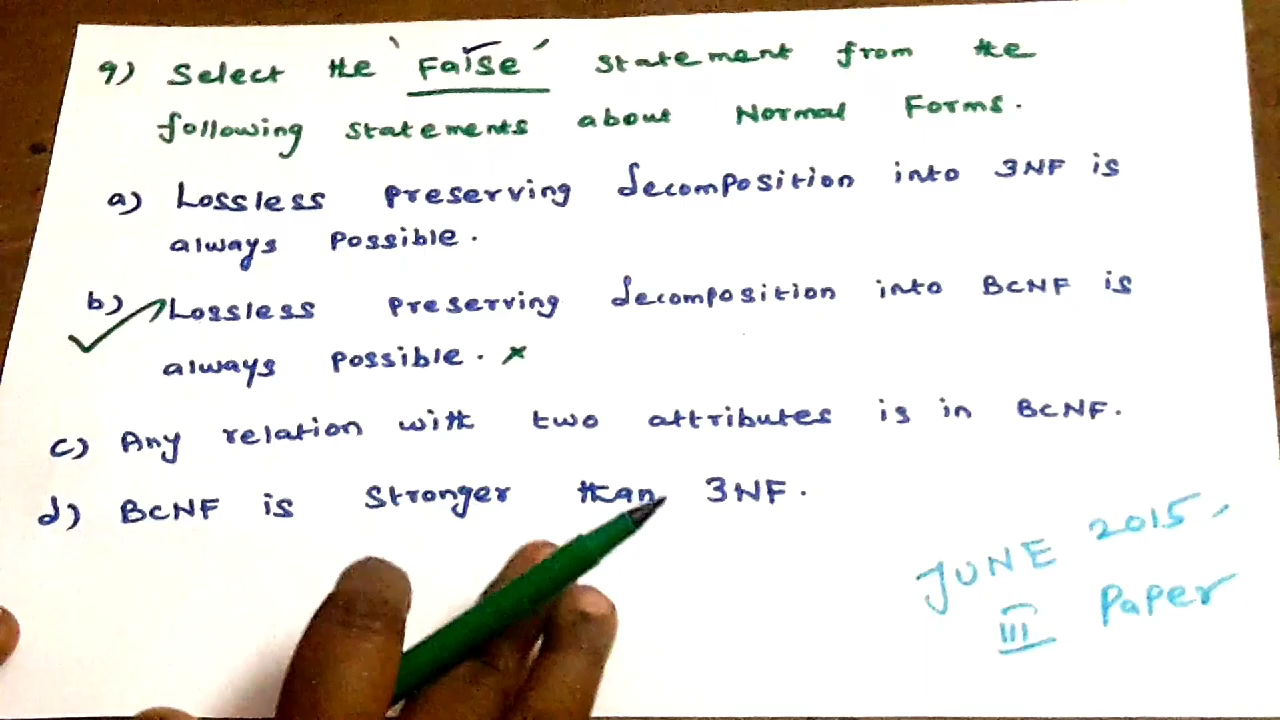 9) Select the 'False' statement from the
following statements about Normal Forms.
a) Lossless preserving decomposition into 3NF is
always possible.
b) Lossless preserving decomposition into BCNF is
always possible. x
c) Any relation with two attributes is in BCNF.
d) BCNF is stronger than 3NF.
JUNE 2015,
III Paper